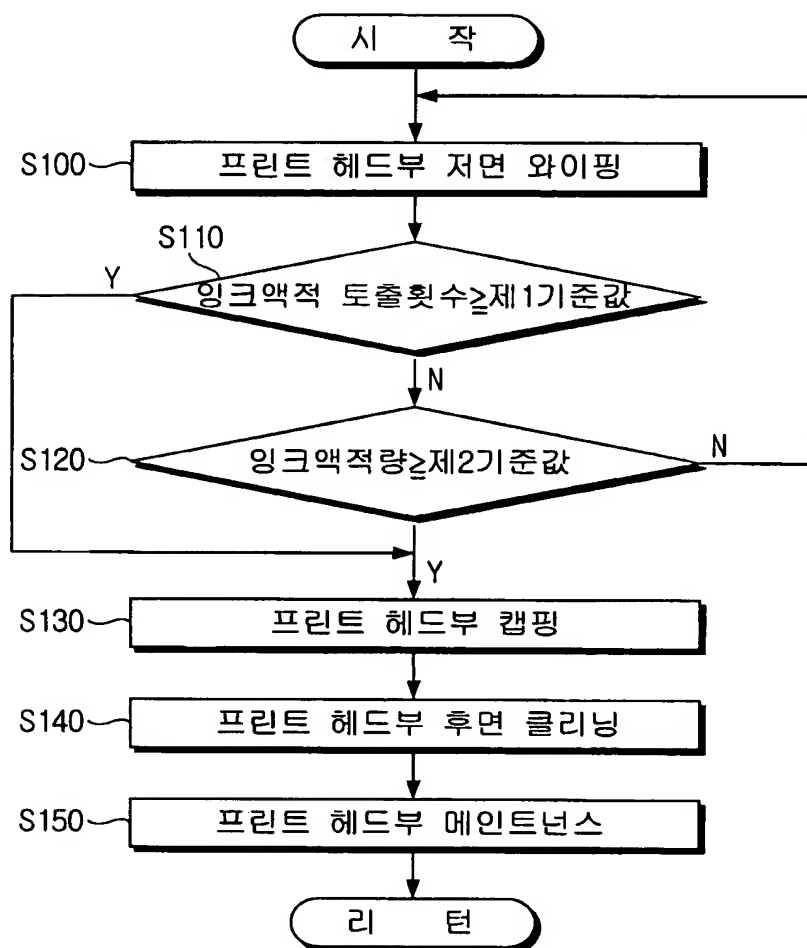 시 작
S100
프린트 헤드부 저면 와이핑
S110
Y
잉크액적 토출횟수≧제1기준값
N
S120
잉크액적량≧제2기준값
N
Y
S130
프린트 헤드부 캡핑
S140
프린트 헤드부 후면 클리닝
S150
프린트 헤드부 메인트넌스
리 턴